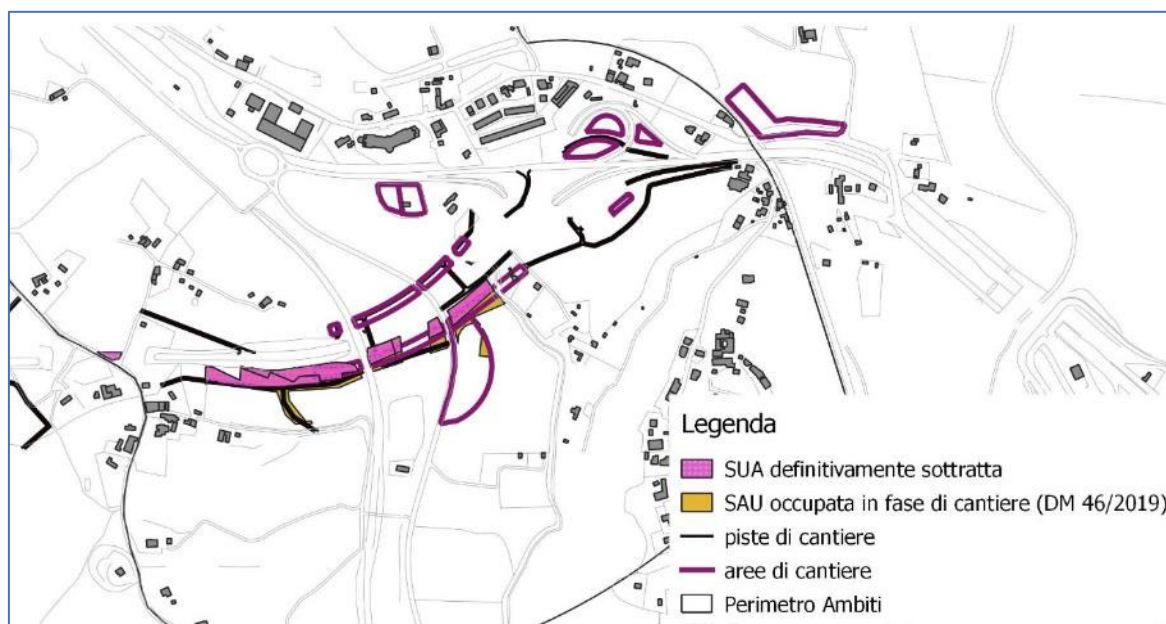 Legenda
SUA definitivamente sottratta
SAU occupata in fase di cantiere (DM 46/2019)
piste di cantiere
aree di cantiere
Perimetro Ambiti